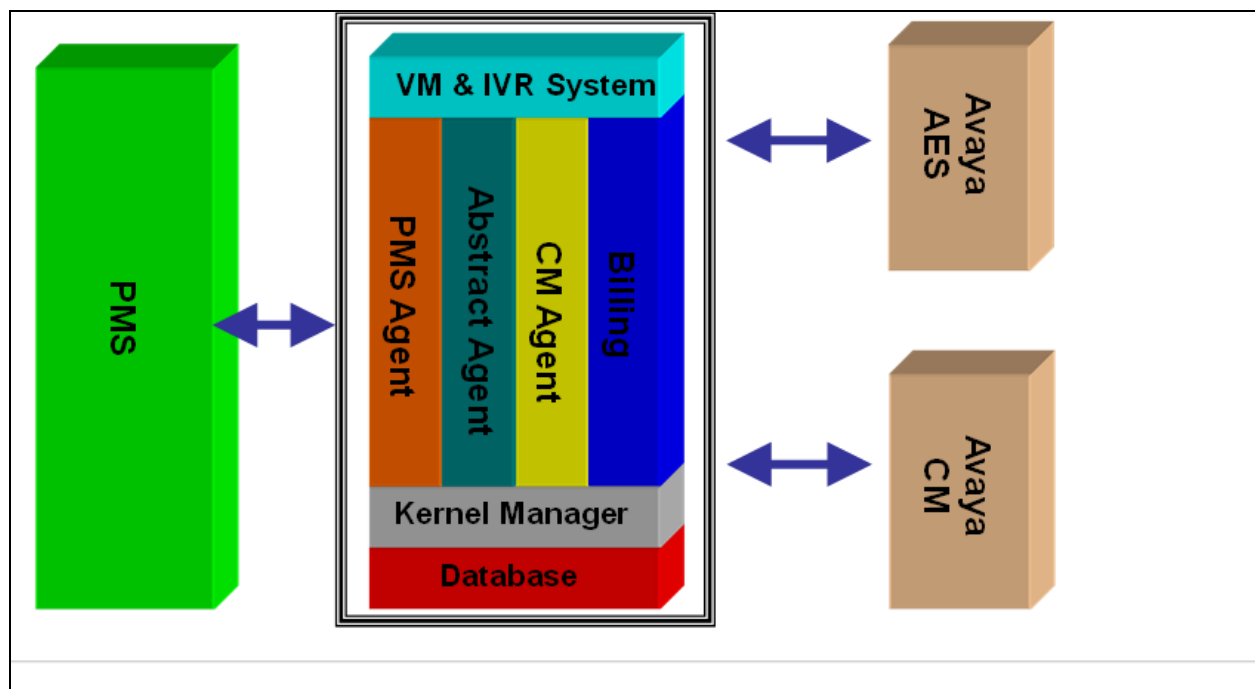 PMS
VM & IVR System
PMS Agent
Abstract Agent
CM Agent
Billing
Kernel Manager
Database
Avaya
AES
Avaya
CM